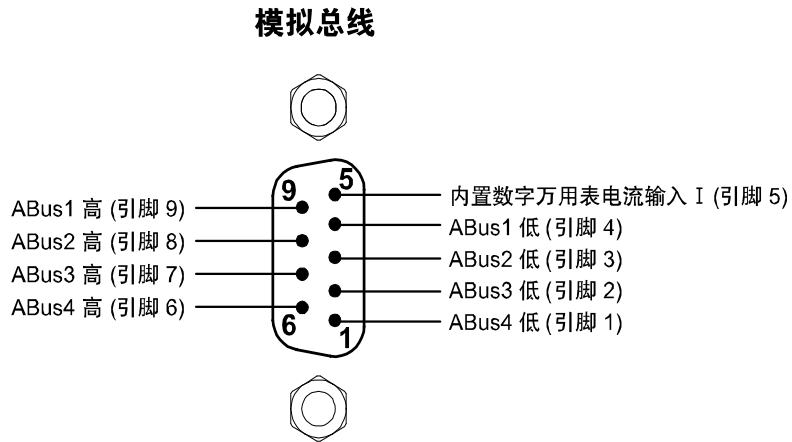 模拟总线
9
5
ABus1 高 (引脚 9)
ABus2 高 (引脚 8)
ABus3 高 (引脚 7)
ABus4 高 (引脚 6)
内置数字万用表电流输入 I (引脚 5)
ABus1 低 (引脚 4)
ABus2 低 (引脚 3)
ABus3 低 (引脚 2)
ABus4 低 (引脚 1)
6
1